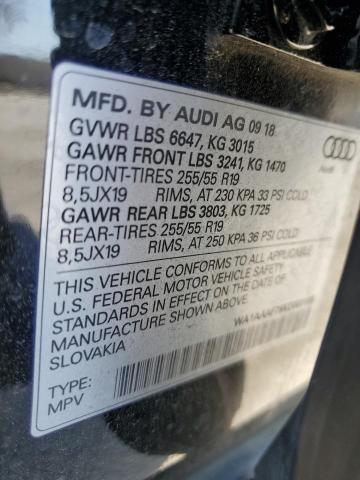 MFD. BY AUDI AG 09 18
GVWR LBS 6647, KG 3015
GAWR FRONT LBS 3241, KG 1470
FRONT-TIRES 255/55 R19
8,5JX19 RIMS, AT 230 KPA 33 PSI COLD
GAWR REAR LBS 3803, KG 1725
REAR-TIRES 255/55 R19
8,5JX19 RIMS, AT 250 KPA 36 PSI COLD
THIS VEHICLE CONFORMS TO ALL APPLICABLE
U.S. FEDERAL MOTOR VEHICLE SAFETY
STANDARDS IN EFFECT ON THE DATE OF
MANUFACTURE SHOWN ABOVE.
SLOVAKIA
TYPE:
MPV
Audi